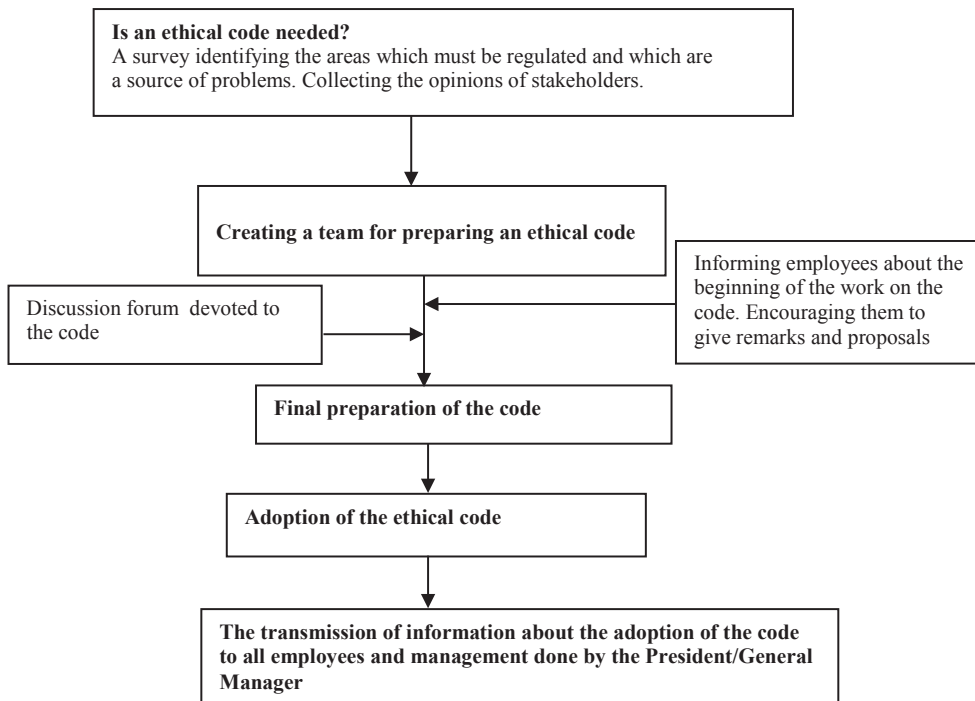 Is an ethical code needed?
A survey identifying the areas which must be regulated and which are
a source of problems. Collecting the opinions of stakeholders.
Creating a team for preparing an ethical code
Informing employees about the
beginning of the work on the
code. Encouraging them to
give remarks and proposals
Discussion forum devoted to
the code
Final preparation of the code
Adoption of the ethical code
The transmission of information about the adoption of the code
to all employees and management done by the President/General
Manager